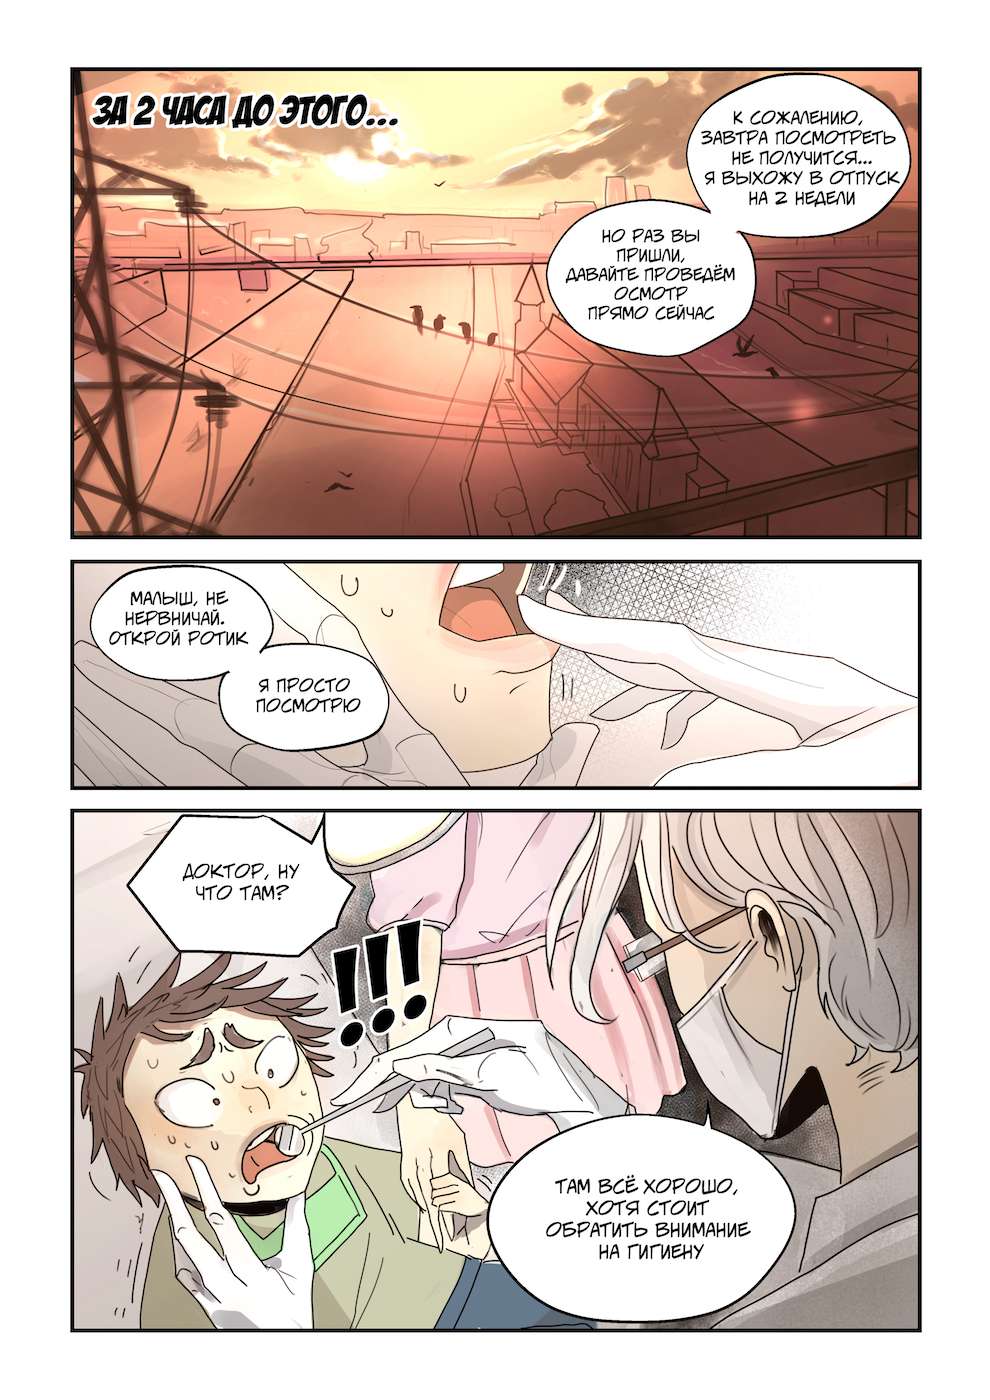 ЗА 2 ЧАСА ДО ЭТОГО...
К СОЖАЛЕНИЮ,
ЗАВТРА ПОСМОТРЕТЬ
НЕ ПОЛУЧИТСЯ...
Я ВЫХОЖУ В ОТПУСК
НА 2 НЕДЕЛИ
НО РАЗ ВЫ
ПРИШЛИ,
ДАВАЙТЕ ПРОВЕДЁМ
ОСМОТР
ПРЯМО СЕЙЧАС
МАЛЫШ, НЕ
НЕРВНИЧАЙ.
ОТКРОЙ РОТИК
Я ПРОСТО
ПОСМОТРЮ
ДОКТОР, НУ
ЧТО ТАМ?
!!!
ТАМ ВСЁ ХОРОШО,
ХОТЯ СТОИТ
ОБРАТИТЬ ВНИМАНИЕ
НА ГИГИЕНУ